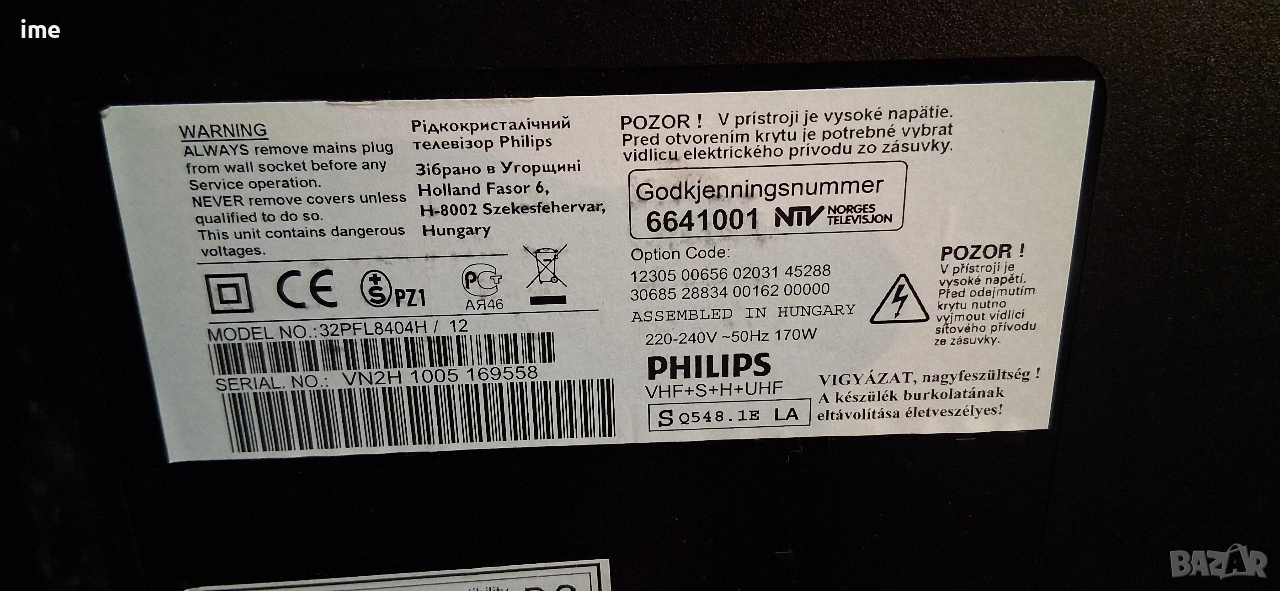 ime
WARNING
ALWAYS remove mains plug
from wall socket before any
Service operation.
NEVER remove covers unless
qualified to do so.
This unit contains dangerous
voltages.
Рідкокристалічний
телевізор Philips
Зібрано в Угорщині
Holland Fasor 6,
H-8002 Szekesfehervar,
Hungary
S PZ1
АЯ46
MODEL NO.:32PFL8404H / 12
SERIAL. NO.: VN2H 1005 169558
POZOR ! V prístroji je vysoké napätie.
Pred otvorením krytu je potrebné vybrat
vidlicu elektrického prívodu zo zásuvky.
Godkjenningsnummer
6641001 NTV NORGES
TELEVISJON
Option Code:
12305 00656 02031 45288
30685 28834 00162 00000
ASSEMBLED IN HUNGARY
220-240V ~50Hz 170W
PHILIPS
VHF+S+H+UHF
S Q548.1E LA
POZOR !
V přístroji je
vysoké napětí.
Před odejmutím
krytu nutno
vyjmout vidlici
síťového přívodu
ze zásuvky.
VIGYÁZAT, nagyfeszültség !
A készülék burkolatának
eltávolítása életveszélyes!
BAZAR